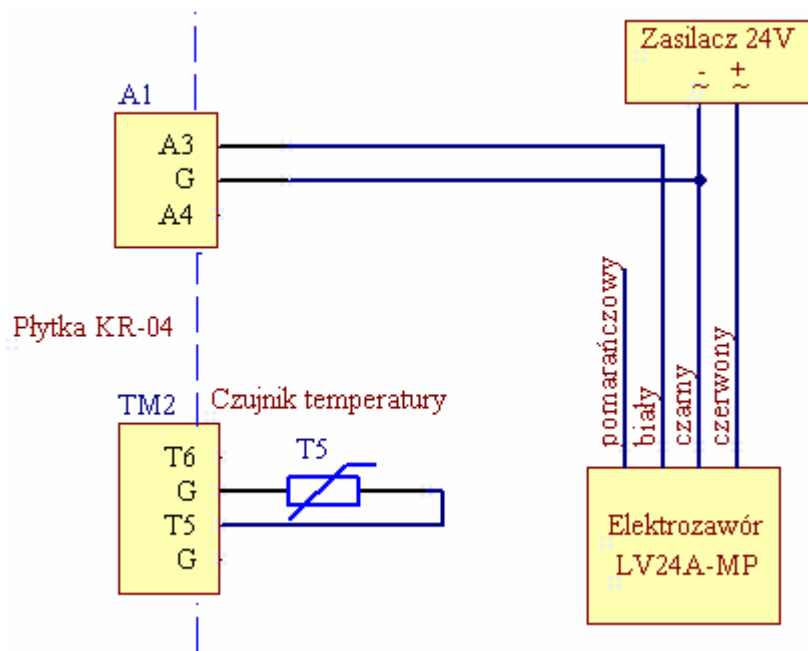 Zasilacz 24V
- +
~ ~
A1
A3
G
A4
Płytka KR-04
pomarańczowy
biały
czarny
czerwony
TM2
Czujnik temperatury
T6
T5
G
T5
G
Elektrozawór
LV24A-MP